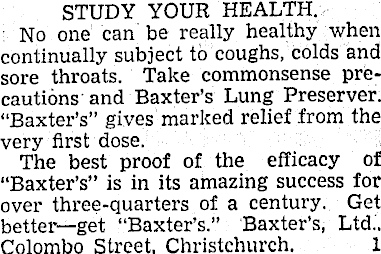 STUDY YOUR HEALTH.
No one can be really healthy when
continually subject to coughs, colds and
sore throats. Take commonsense pre-
cautions and Baxter's Lung Preserver.
"Baxter's" gives marked relief from the
very first dose.
The best proof of the efficacy of
"Baxter's" is in its amazing success for
over three-quarters of a century. Get
better—get "Baxter's." Baxter's, Ltd.,
Colombo Street, Christchurch. 1